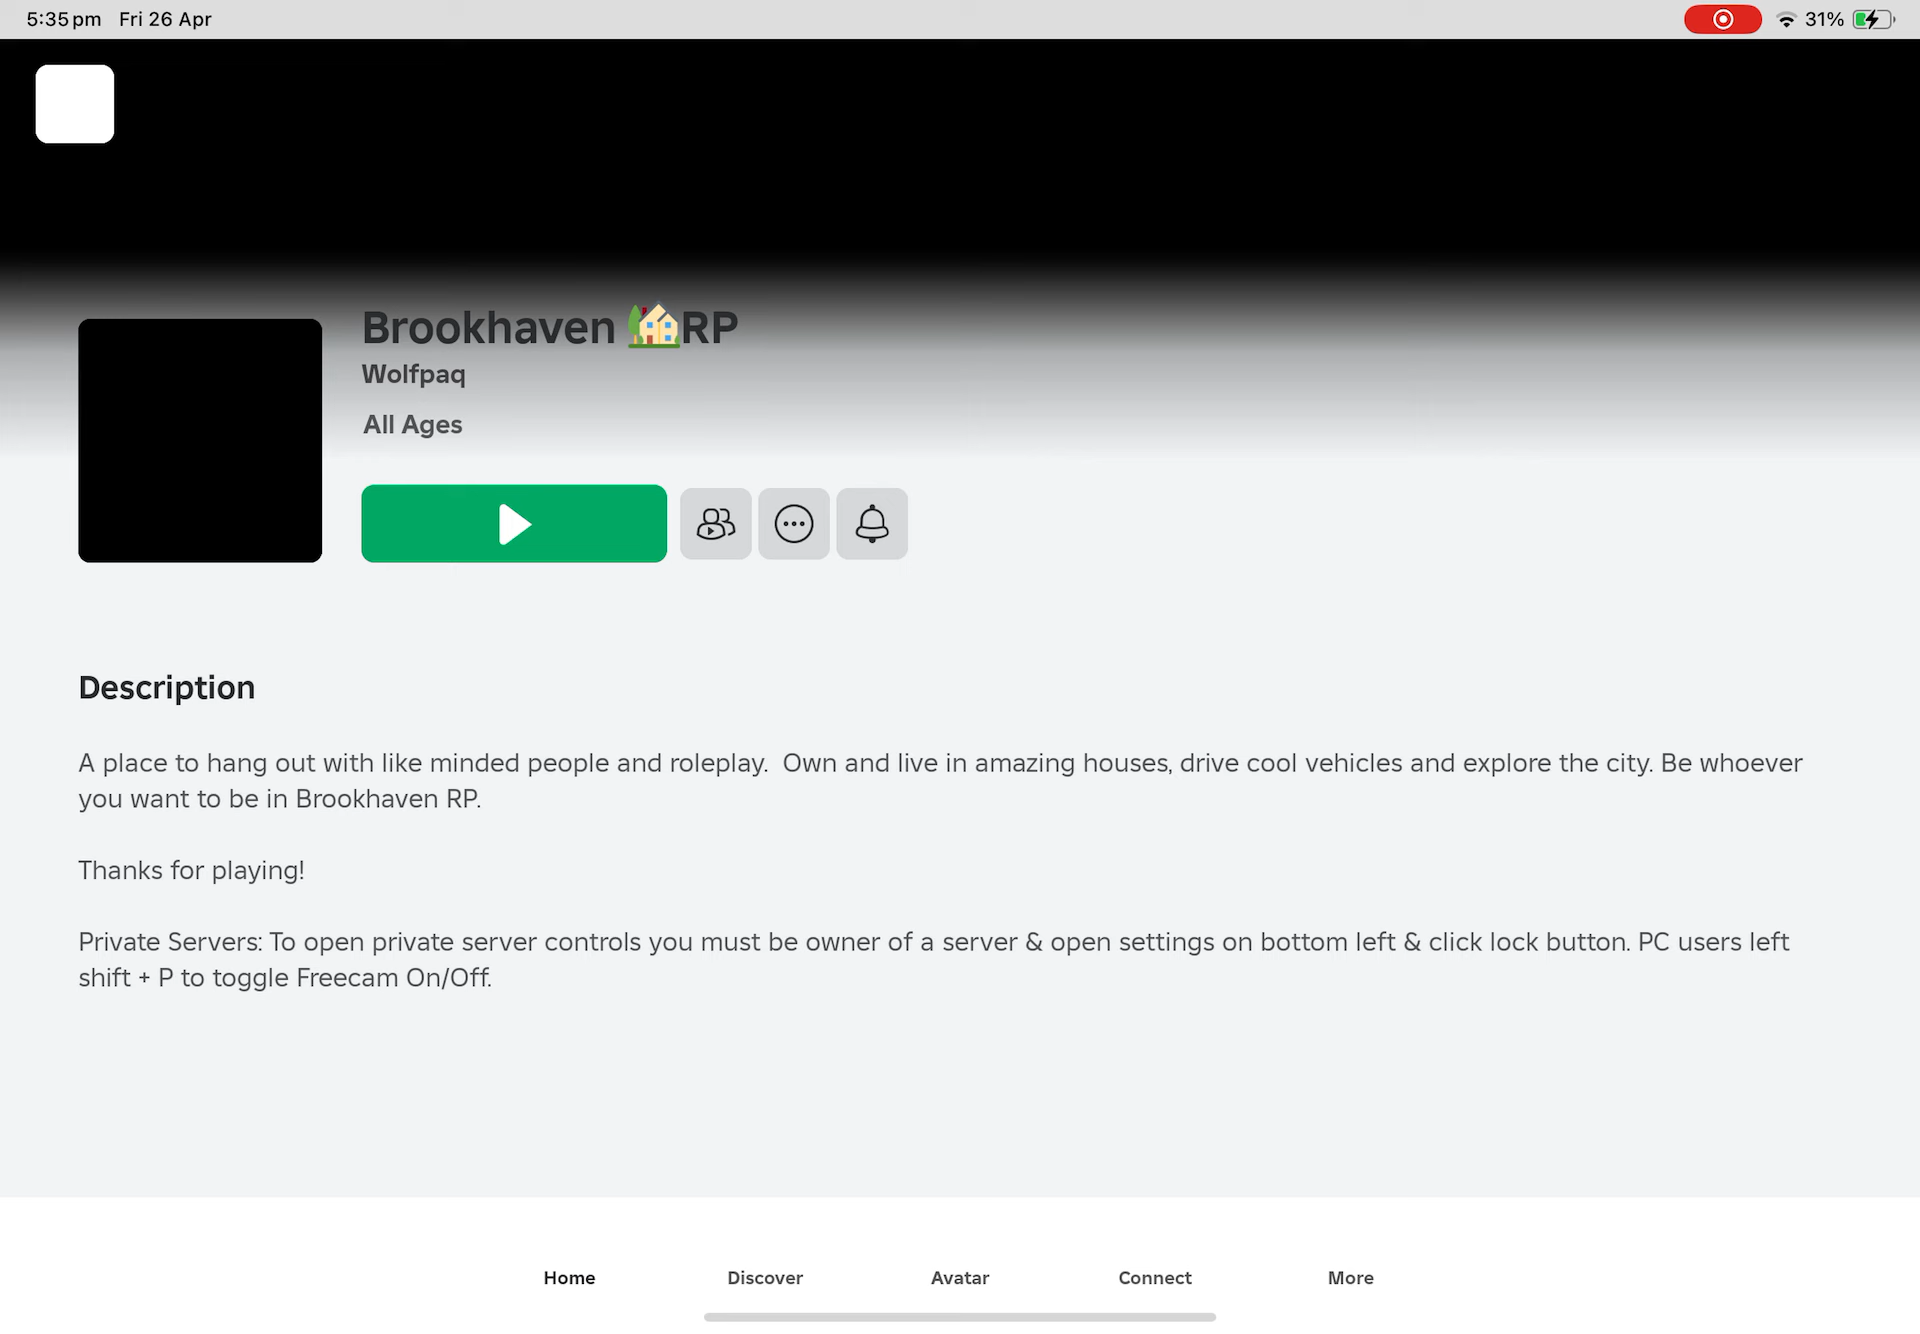 5:35 pm Fri 26 Apr
31%
Brookhaven 🏡RP
Wolfpaq
All Ages
Description
A place to hang out with like minded people and roleplay.  Own and live in amazing houses, drive cool vehicles and explore the city. Be whoever
you want to be in Brookhaven RP.
Thanks for playing!
Private Servers: To open private server controls you must be owner of a server & open settings on bottom left & click lock button. PC users left
shift + P to toggle Freecam On/Off.
Home Discover Avatar Connect More